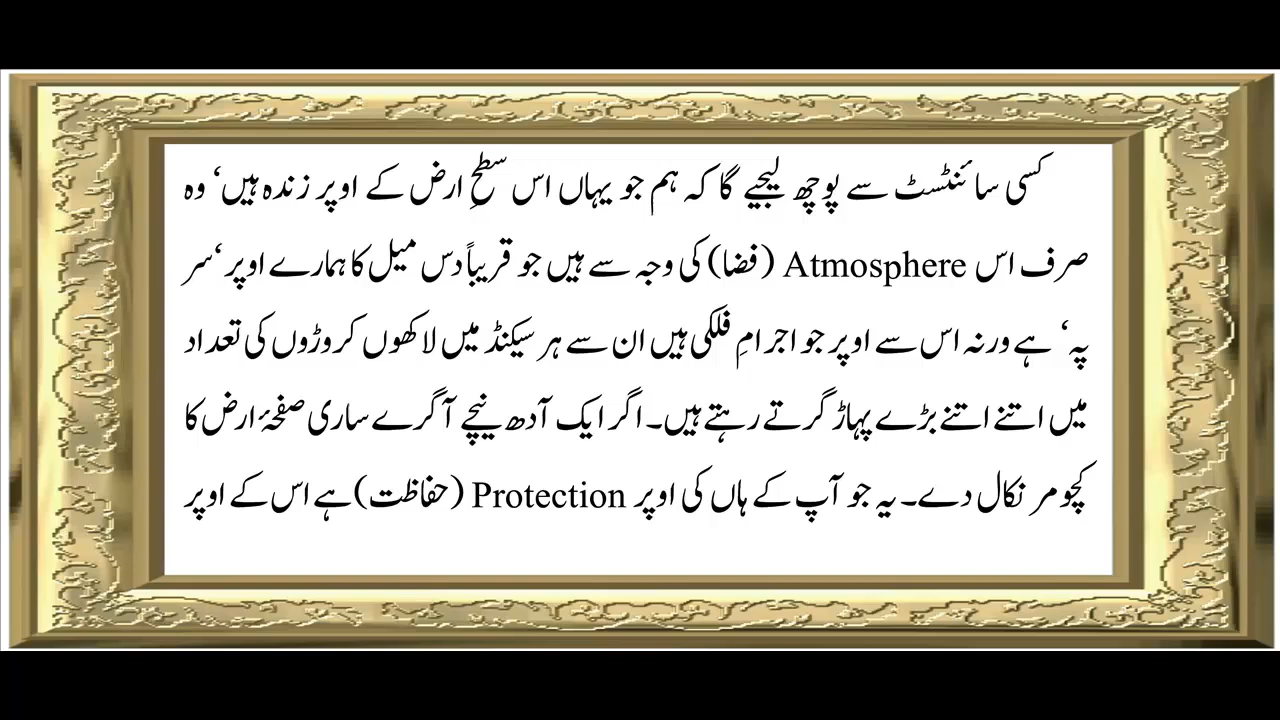 کسی سائنٹسٹ سے پوچھ لیجیے گا کہ ہم جو یہاں اس سطحِ ارض کے اوپر زندہ ہیں‘ وہ
صرف اس Atmosphere (فضا) کی وجہ سے ہیں جو قریباً دس میل کا ہمارے اوپر‘ سر
پہ‘ ہے ورنہ اس سے اوپر جو اجرامِ فلکی ہیں ان سے ہر سیکنڈ میں لاکھوں کروڑوں کی تعداد
میں اتنے اتنے بڑے پہاڑ گرتے رہتے ہیں۔ اگر ایک آدھ نیچے آ گرے ساری صفحۂ ارض کا
کچومر نکال دے۔ یہ جو آپ کے ہاں کی اوپر Protection (حفاظت) ہے اس کے اوپر